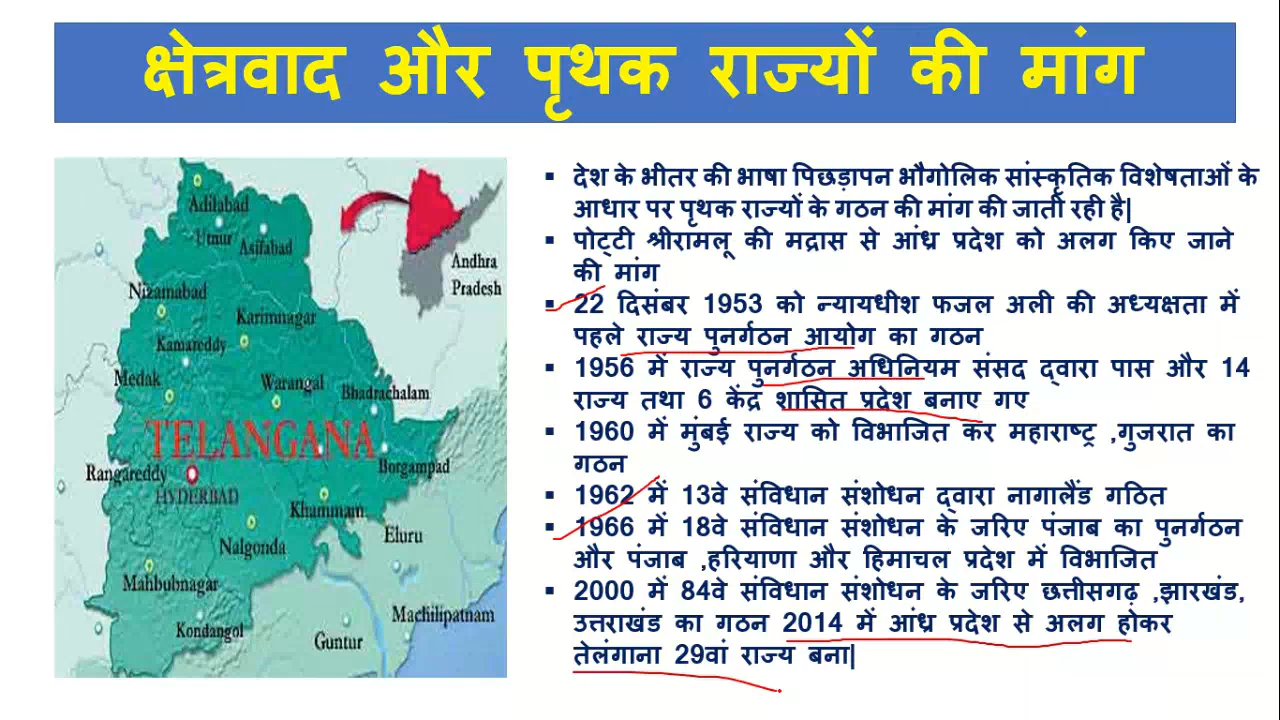 क्षेत्रवाद और पृथक राज्यों की मांग
▪ देश के भीतर की भाषा पिछड़ापन भौगोलिक सांस्कृतिक विशेषताओं के
आधार पर पृथक राज्यों के गठन की मांग की जाती रही है|
▪ पोट्टी श्रीरामलू की मद्रास से आंध्र प्रदेश को अलग किए जाने
की मांग
▪ 22 दिसंबर 1953 को न्यायधीश फजल अली की अध्यक्षता में
पहले राज्य पुनर्गठन आयोग का गठन
▪ 1956 में राज्य पुनर्गठन अधिनियम संसद द्वारा पास और 14
राज्य तथा 6 केंद्र शासित प्रदेश बनाए गए
▪ 1960 में मुंबई राज्य को विभाजित कर महाराष्ट्र ,गुजरात का
गठन
▪ 1962 में 13वे संविधान संशोधन द्वारा नागालैंड गठित
▪ 1966 में 18वे संविधान संशोधन के जरिए पंजाब का पुनर्गठन
और पंजाब ,हरियाणा और हिमाचल प्रदेश में विभाजित
▪ 2000 में 84वे संविधान संशोधन के जरिए छत्तीसगढ़ ,झारखंड,
उत्तराखंड का गठन 2014 में आंध्र प्रदेश से अलग होकर
तेलंगाना 29वां राज्य बना|
Adilabad
Utnur
Asifabad
Andhra
Pradesh
Nizamabad
Karimnagar
Kamareddy
Medak
Warangal
Bhadrachalam
TELANGANA
Rangareddy
Borgampad
HYDERBAD
Khammam
Eluru
Nalgonda
Mahbubnagar
Machilipatnam
Kondangol
Guntur